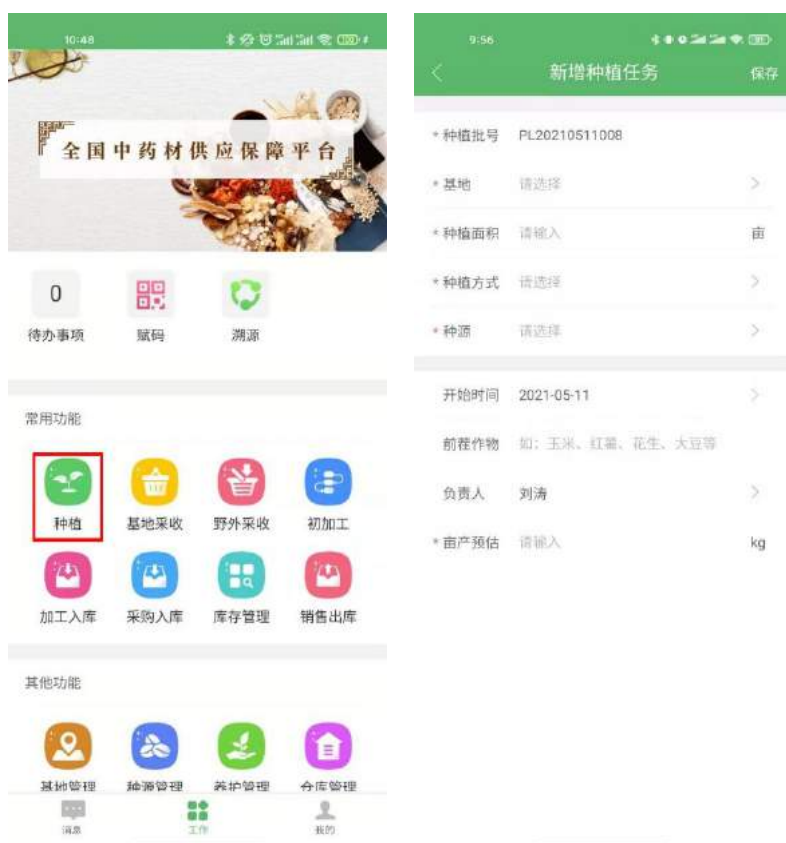 10:48
全国中药材供应保障平台
0
待办事项 赋码 溯源
常用功能
种植 基地采收 野外采收 初加工
加工入库 采购入库 库存管理 销售出库
其他功能
基地管理 种源管理 养护管理 仓库管理
消息 工作 我的
9:56
新增种植任务 保存
* 种植批号 PL20210511008
* 基地 请选择
* 种植面积 请输入 亩
* 种植方式 请选择
* 种源 请选择
开始时间 2021-05-11
前茬作物 如：玉米、红薯、花生、大豆等
负责人 刘涛
* 亩产预估 请输入 kg